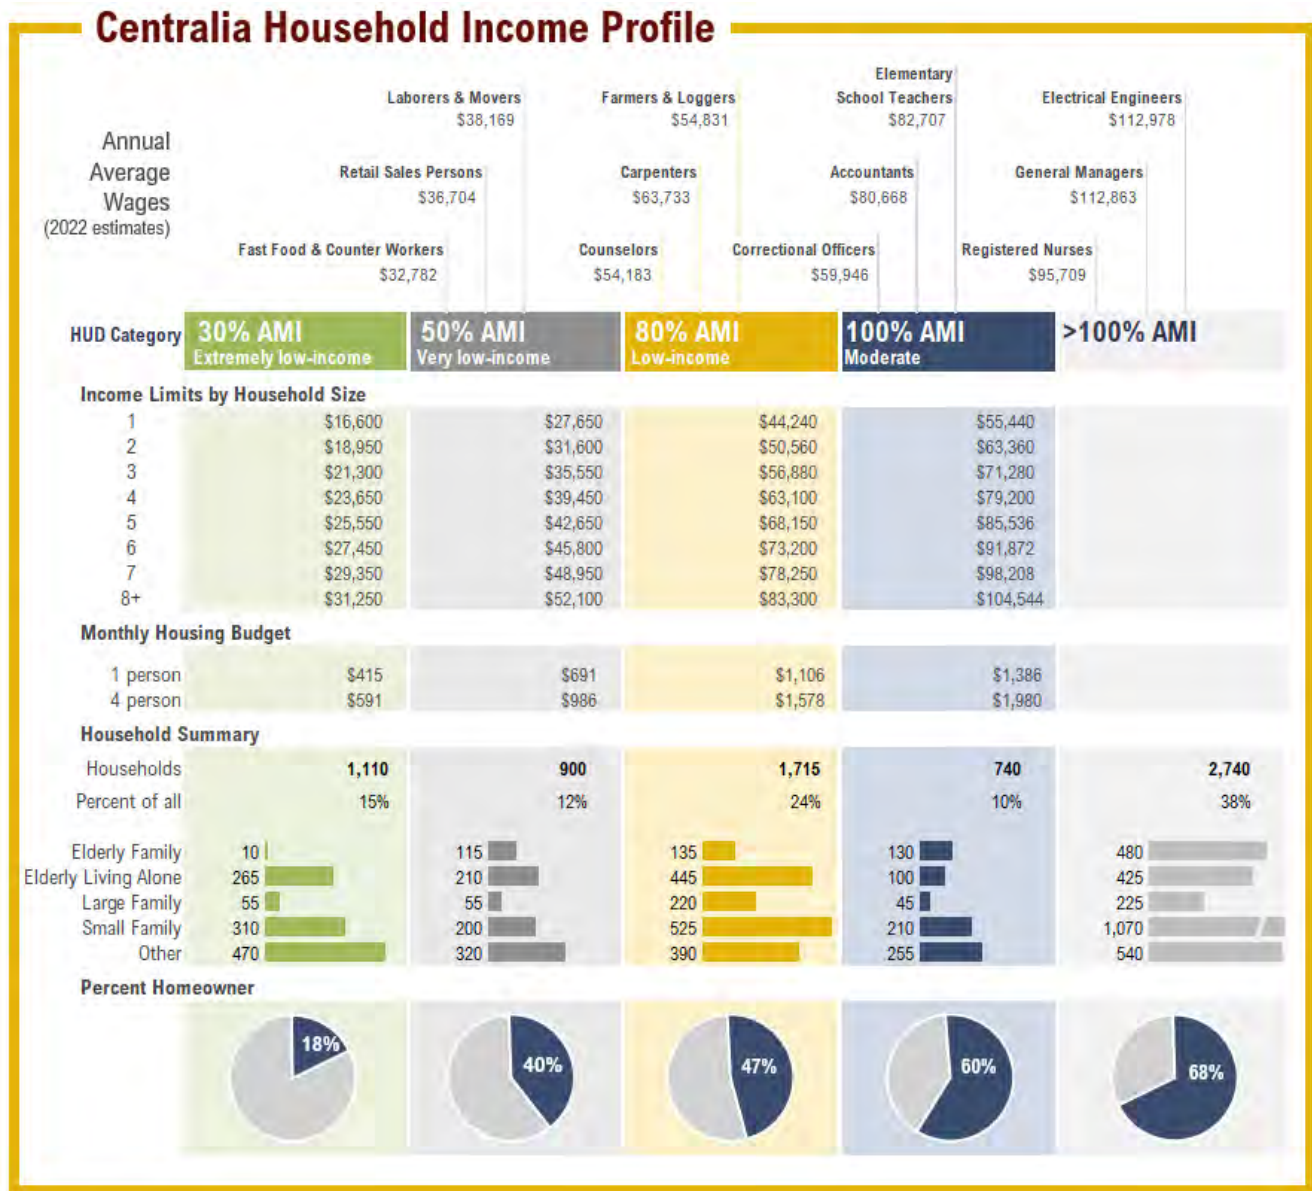 Centralia Household Income Profile
Annual
Average
Wages
(2022 estimates)
Elementary
Laborers & Movers Farmers & Loggers School Teachers Electrical Engineers
$38,169 $54,831 $82,707 $112,978
Retail Sales Persons Carpenters Accountants General Managers
$36,704 $63,733 $80,668 $112,863
Fast Food & Counter Workers Counselors Correctional Officers Registered Nurses
$32,782 $54,183 $59,946 $95,709
HUD Category 30% AMI 50% AMI 80% AMI 100% AMI >100% AMI
Extremely low-income Very low-income Low-income Moderate
Income Limits by Household Size
1 $16,600 $27,650 $44,240 $55,440
2 $18,950 $31,600 $50,560 $63,360
3 $21,300 $35,550 $56,880 $71,280
4 $23,650 $39,450 $63,100 $79,200
5 $25,550 $42,650 $68,150 $85,536
6 $27,450 $45,800 $73,200 $91,872
7 $29,350 $48,950 $78,250 $98,208
8+ $31,250 $52,100 $83,300 $104,544
Monthly Housing Budget
1 person $415 $691 $1,106 $1,386
4 person $591 $986 $1,578 $1,980
Household Summary
Households 1,110 900 1,715 740 2,740
Percent of all 15% 12% 24% 10% 38%
Elderly Family 10 115 135 130 480
Elderly Living Alone 265 210 445 100 425
Large Family 55 55 220 45 225
Small Family 310 200 525 210 1,070
Other 470 320 390 255 540
Percent Homeowner
18% 40% 47% 60% 68%